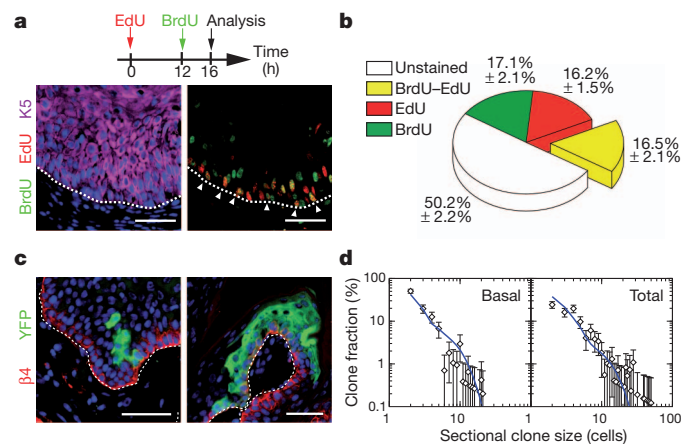 a
EdU BrdU Analysis
0 12 16 Time
(h)
BrdU EdU K5
b
Unstained
BrdU–EdU
EdU
BrdU
17.1%
± 2.1%
16.2%
± 1.5%
16.5%
± 2.1%
50.2%
± 2.2%
c
β4 YFP
d
Clone fraction (%)
100
10
1
0.1
Basal
Total
1 10 1 10 100
Sectional clone size (cells)